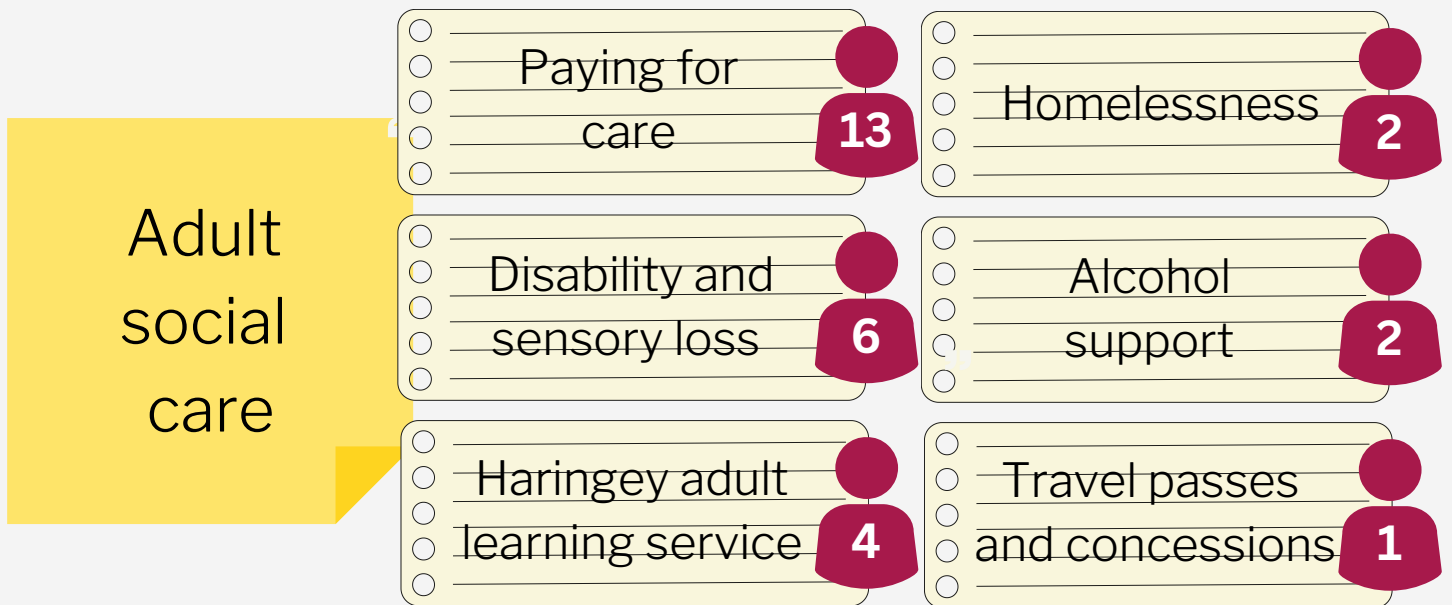 Adult
social
care
Paying for
care
13
Homelessness
2
Disability and
sensory loss
6
Alcohol
support
2
Haringey adult
learning service
4
Travel passes
and concessions
1